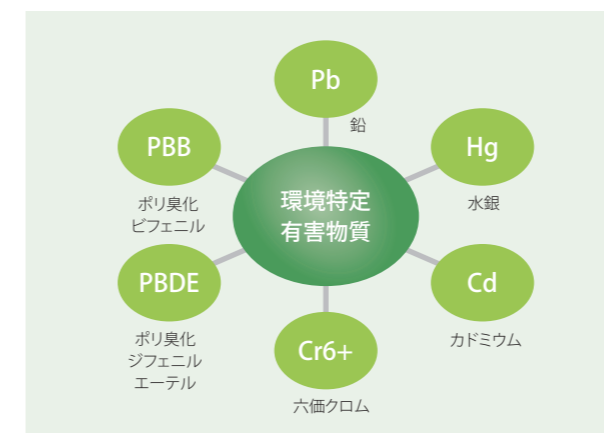 Pb
鉛
PBB
ポリ臭化
ビフェニル
Hg
水銀
環境特定
有害物質
PBDE
ポリ臭化
ジフェニル
エーテル
Cd
カドミウム
Cr6+
六価クロム